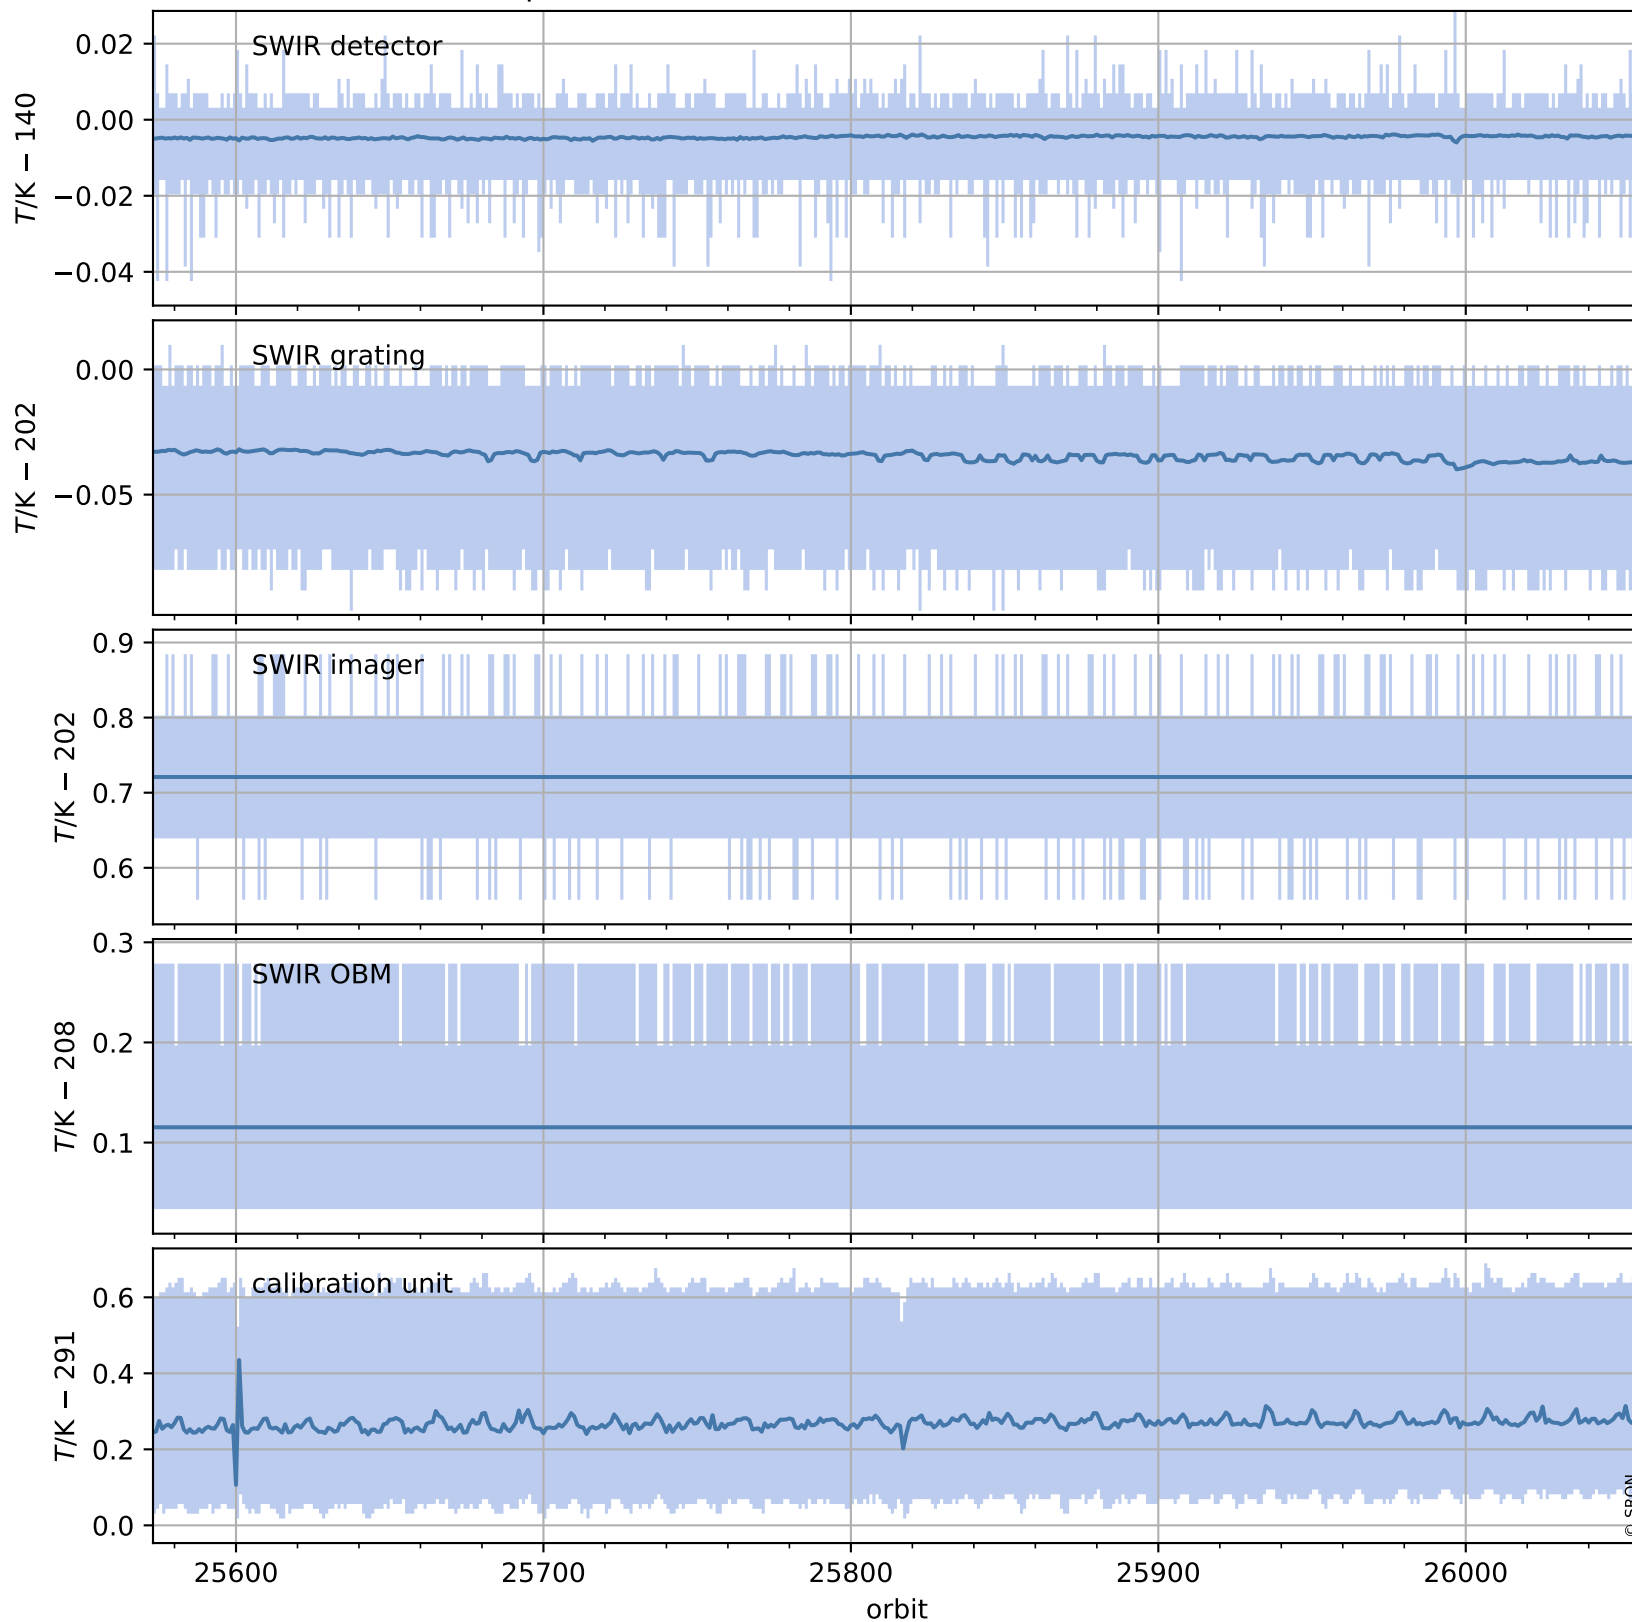 SWIR detector
0.02
0.00
−0.02
−0.04
T/K − 140
SWIR grating
0.00
−0.05
T/K − 202
SWIR imager
0.9
0.8
0.7
0.6
T/K − 202
SWIR OBM
0.3
0.2
0.1
T/K − 208
calibration unit
0.6
0.4
0.2
0.0
T/K − 291
© SRON
25600 25700 25800 25900 26000
orbit